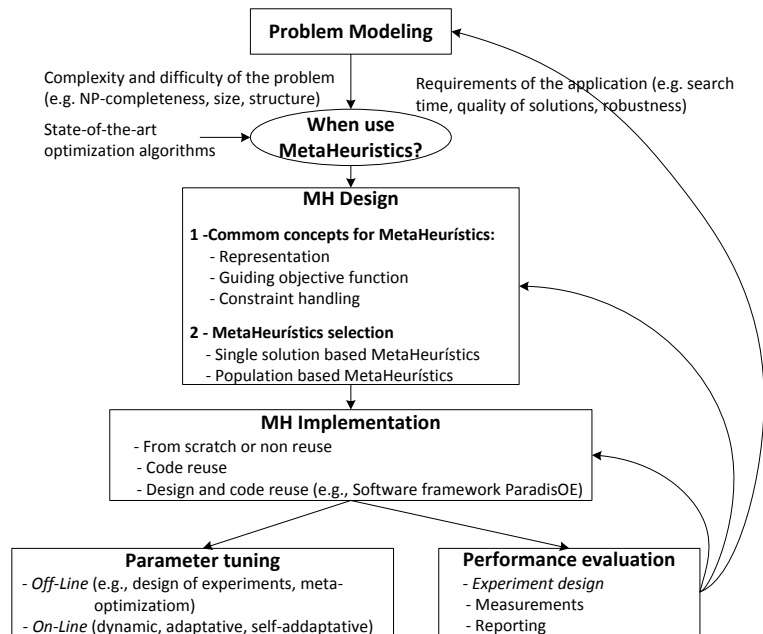 Problem Modeling
Complexity and difficulty of the problem
(e.g. NP-completeness, size, structure)
Requirements of the application (e.g. search
time, quality of solutions, robustness)
State-of-the-art
optimization algorithms
When use
MetaHeuristics?
MH Design
1 -Commom concepts for MetaHeurístics:
- Representation
- Guiding objective function
- Constraint handling
2 - MetaHeurístics selection
- Single solution based MetaHeurístics
- Population based MetaHeurístics
MH Implementation
- From scratch or non reuse
- Code reuse
- Design and code reuse (e.g., Software framework ParadisOE)
Parameter tuning
- Off-Line (e.g., design of experiments, meta-
optimizatiom)
- On-Line (dynamic, adaptative, self-addaptative)
Performance evaluation
- Experiment design
- Measurements
- Reporting